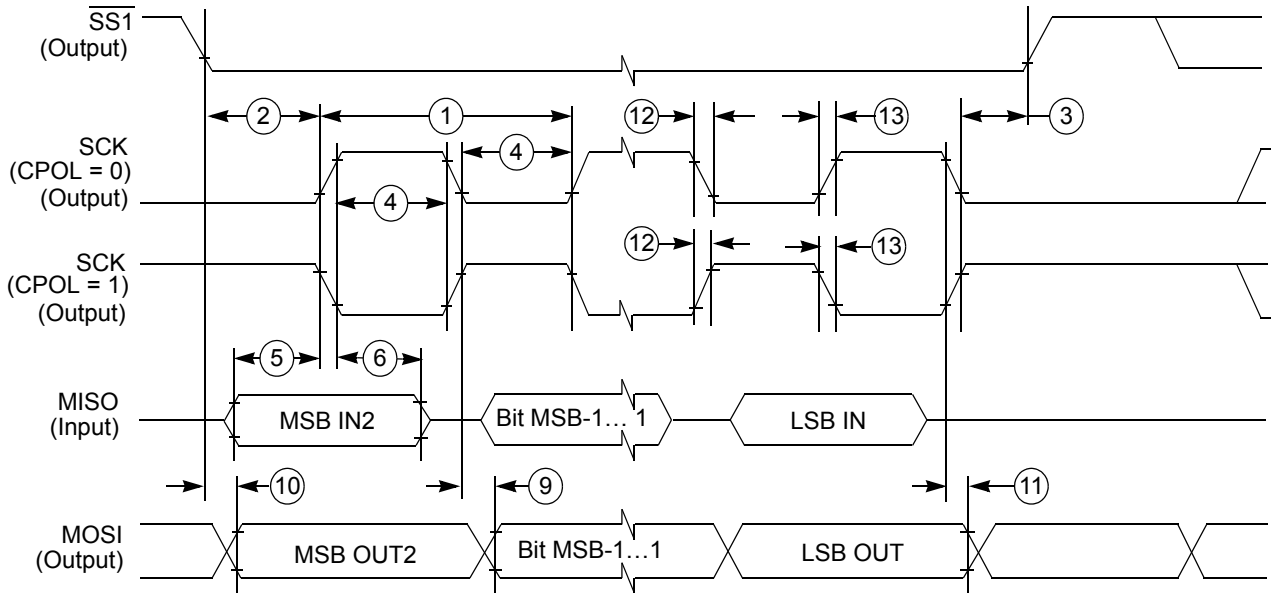 SS1
(Output)
2
1
12
13
3
SCK
(CPOL = 0)
(Output)
4
4
12
13
SCK
(CPOL = 1)
(Output)
5
6
MISO
(Input)
MSB IN2
Bit MSB-1… 1
LSB IN
10
9
11
MOSI
(Output)
MSB OUT2
Bit MSB-1…1
LSB OUT